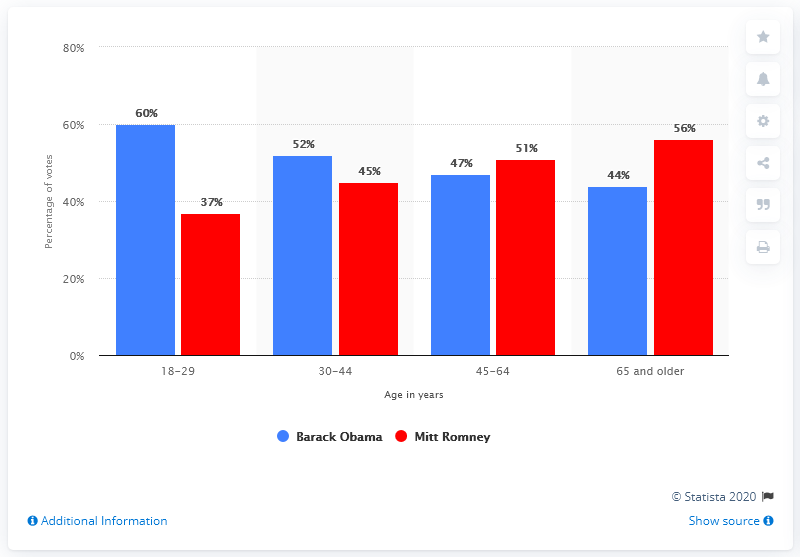 80%
60%
40%
20%
0%
Percentage of votes
60%
37%
52%
45%
47%
51%
44%
56%
18–29
30–44
45–64
65 and older
Age in years
Barack Obama
Mitt Romney
© Statista 2020
Additional Information
Show source